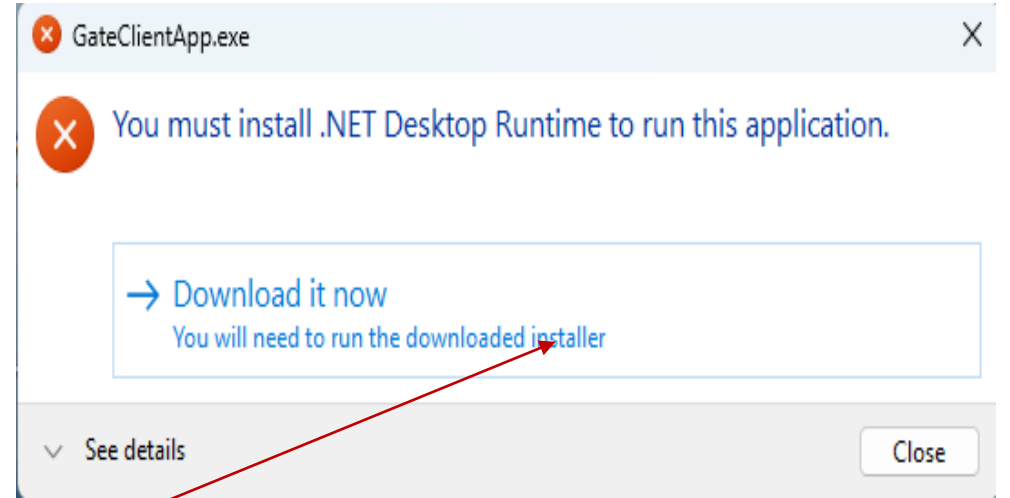 GateClientApp.exe
You must install .NET Desktop Runtime to run this application.
Download it now
You will need to run the downloaded installer
See details
Close